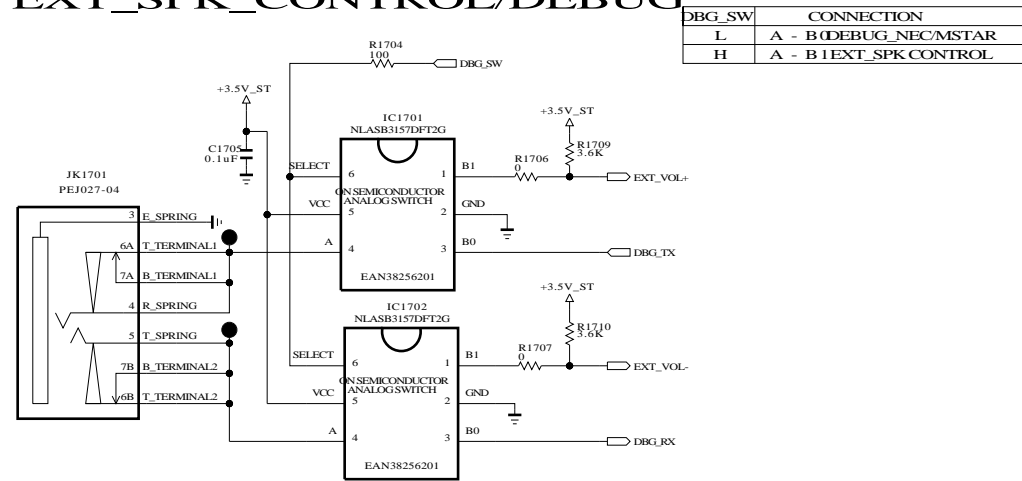 EXT_SPK_CONTROL/DEBUG
DBG_SW CONNECTION
L A - B0DEBUG_NEC/MSTAR
H A - B1EXT_SPK CONTROL
R1704
100
DBG_SW
+3.5V_ST
C1705
0.1uF
IC1701
NLASB3157DFT2G
SELECT 6
VCC 5
A 4
ON SEMICONDUCTOR
ANALOG SWITCH
1 B1
2 GND
3 B0
EAN38256201
R1706
0
+3.5V_ST
R1709
3.6K
EXT_VOL+
DBG_TX
JK1701
PEJ027-04
3 E_SPRING
6A T_TERMINAL1
7A B_TERMINAL1
4 R_SPRING
5 T_SPRING
7B B_TERMINAL2
6B T_TERMINAL2
IC1702
NLASB3157DFT2G
SELECT 6
VCC 5
A 4
ON SEMICONDUCTOR
ANALOG SWITCH
1 B1
2 GND
3 B0
EAN38256201
R1707
0
+3.5V_ST
R1710
3.6K
EXT_VOL-
DBG_RX